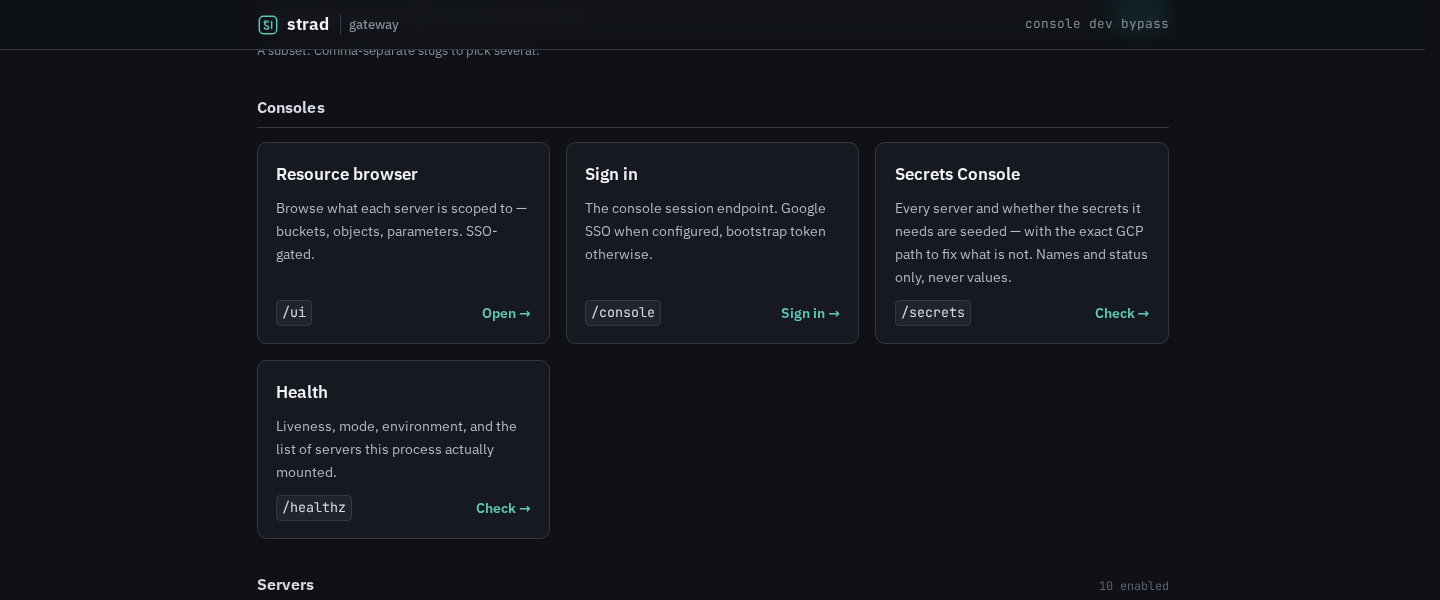 strad gateway console dev bypass
A subset. Comma-separate slugs to pick several.
Consoles
Resource browser
Browse what each server is scoped to —
buckets, objects, parameters. SSO-
gated.
/ui Open →
Sign in
The console session endpoint. Google
SSO when configured, bootstrap token
otherwise.
/console Sign in →
Secrets Console
Every server and whether the secrets it
needs are seeded — with the exact GCP
path to fix what is not. Names and status
only, never values.
/secrets Check →
Health
Liveness, mode, environment, and the
list of servers this process actually
mounted.
/healthz Check →
Servers 10 enabled